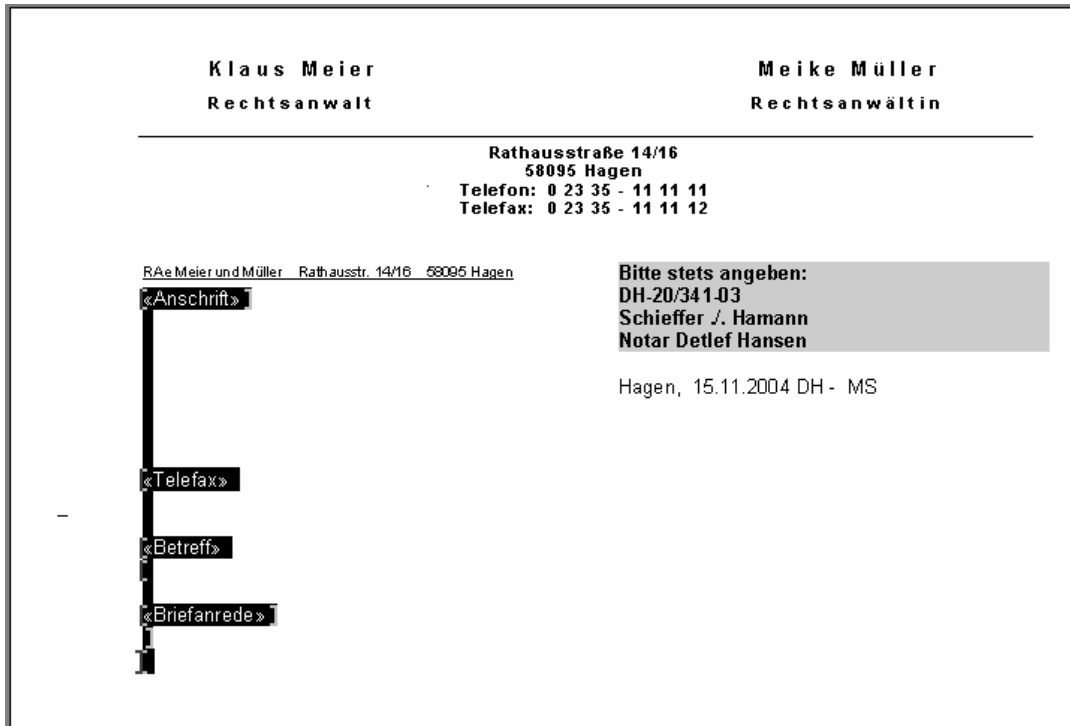 Klaus Meier Meike Müller
Rechtsanwalt Rechtsanwältin
Rathausstraße 14/16
58095 Hagen
Telefon: 0 23 35 - 11 11 11
Telefax: 0 23 35 - 11 11 12
RAe Meier und Müller Rathausstr. 14/16 58095 Hagen
Bitte stets angeben:
«Anschrift»
DH-20/341-03
Schieffer ./. Hamann
Notar Detlef Hansen
Hagen, 15.11.2004 DH - MS
«Telefax»
«Betreff»
«Briefanrede»